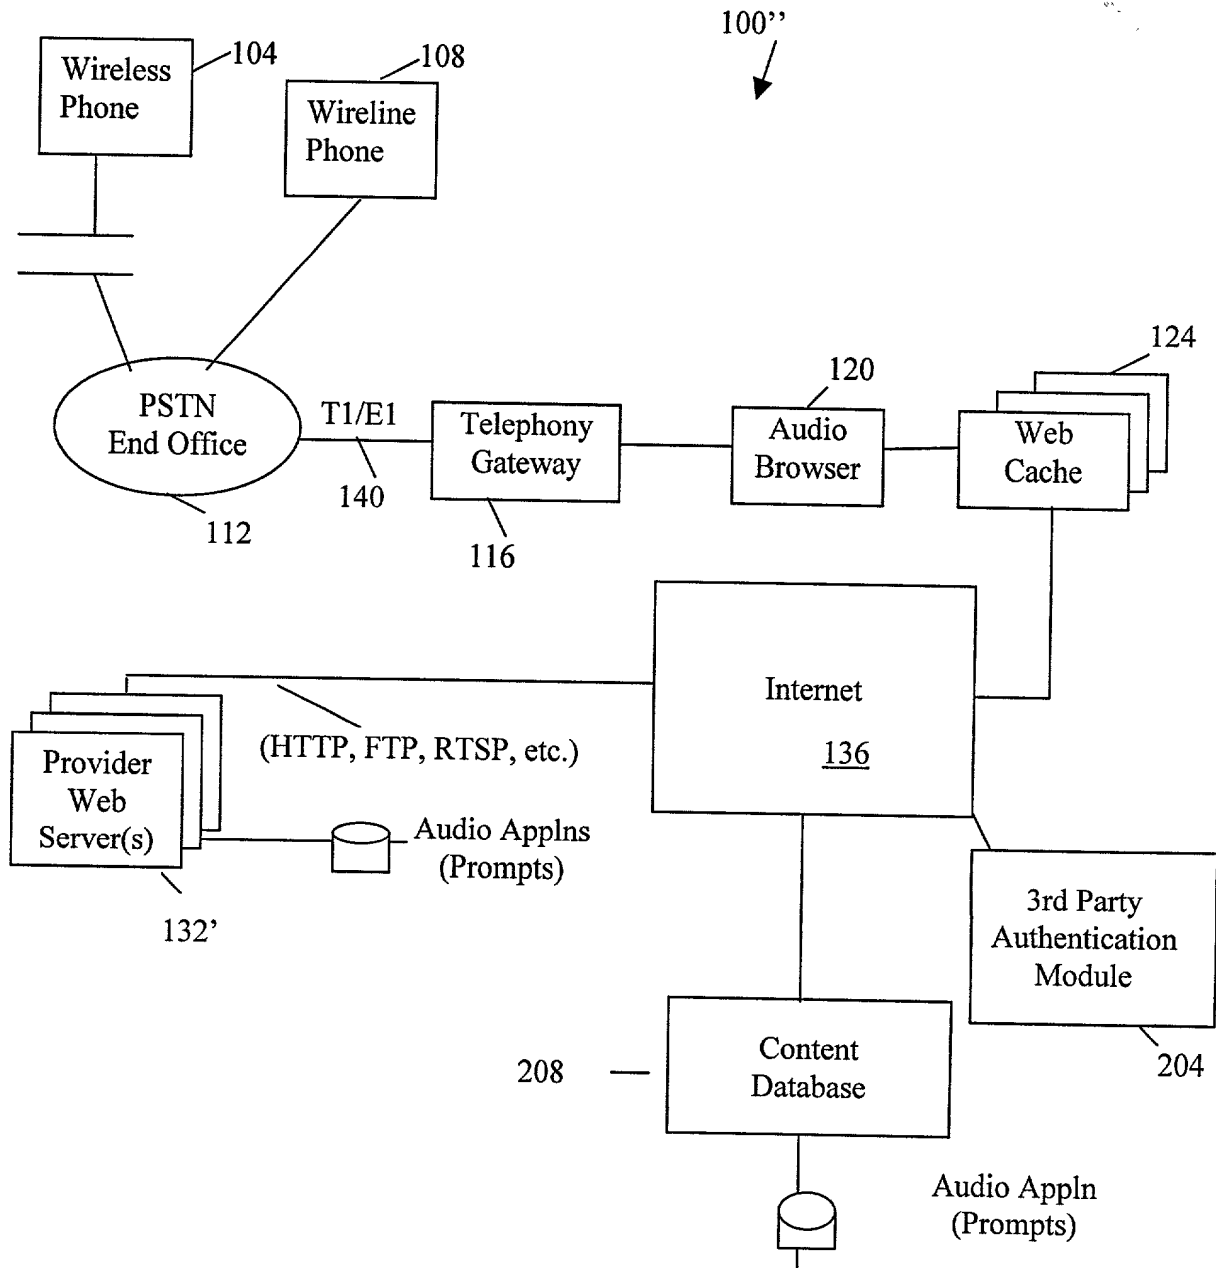 100’’
104
Wireless
Phone
108
Wireline
Phone
PSTN
End Office
112
T1/E1
140
Telephony
Gateway
116
120
Audio
Browser
124
Web
Cache
Internet
136
(HTTP, FTP, RTSP, etc.)
Provider
Web
Server(s)
132’
Audio Applns
(Prompts)
3rd Party
Authentication
Module
204
208
Content
Database
Audio Appln
(Prompts)